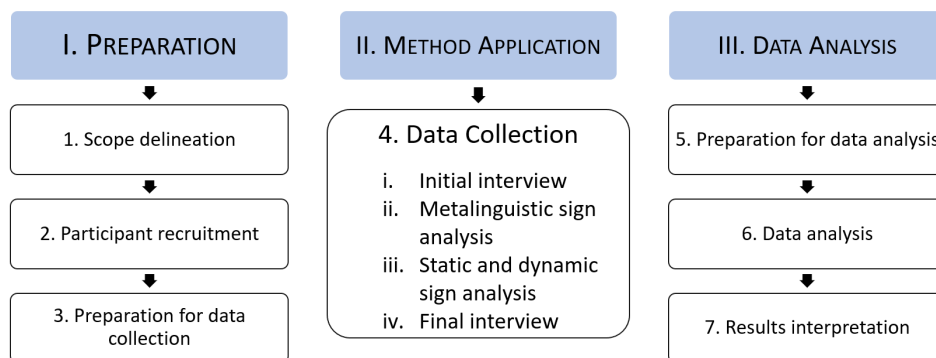 I. PREPARATION
1. Scope delineation
2. Participant recruitment
3. Preparation for data
collection
II. METHOD APPLICATION
4. Data Collection
i. Initial interview
ii. Metalinguistic sign
analysis
iii. Static and dynamic
sign analysis
iv. Final interview
III. DATA ANALYSIS
5. Preparation for data analysis
6. Data analysis
7. Results interpretation